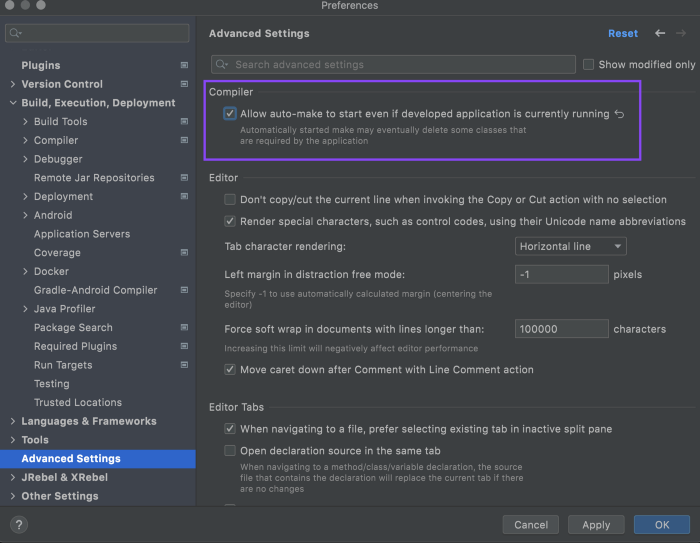 Preferences
Advanced Settings
Reset
Search advanced settings
Show modified only
Plugins
Version Control
Build, Execution, Deployment
Build Tools
Compiler
Debugger
Remote Jar Repositories
Deployment
Android
Application Servers
Coverage
Docker
Gradle-Android Compiler
Java Profiler
Package Search
Required Plugins
Run Targets
Testing
Trusted Locations
Languages & Frameworks
Tools
Advanced Settings
JRebel & XRebel
Other Settings
Compiler
Allow auto-make to start even if developed application is currently running
Automatically started make may eventually delete some classes that
are required by the application
Editor
Don't copy/cut the current line when invoking the Copy or Cut action with no selection
Render special characters, such as control codes, using their Unicode name abbreviations
Tab character rendering: Horizontal line
Left margin in distraction free mode: -1 pixels
Specify -1 to use automatically calculated margin (centering the
editor)
Force soft wrap in documents with lines longer than: 100000 characters
Increasing this limit will negatively affect editor performance
Move caret down after Comment with Line Comment action
Editor Tabs
When navigating to a file, prefer selecting existing tab in inactive split pane
Open declaration source in the same tab
When navigating to a method/class/variable declaration, the source
file that contains the declaration will replace the current tab if there
are no changes
?
Cancel
Apply
OK